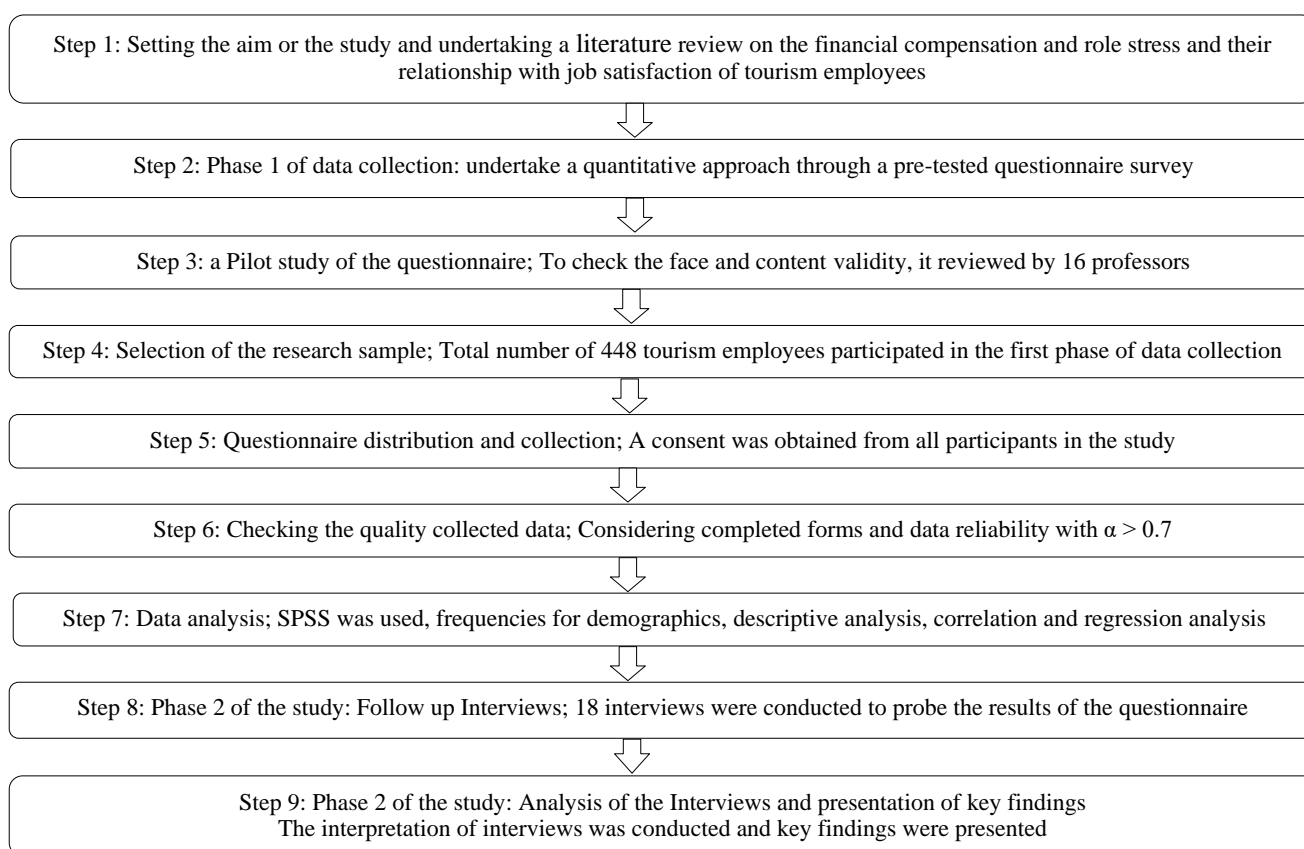 Step 1: Setting the aim or the study and undertaking a literature review on the financial compensation and role stress and their
relationship with job satisfaction of tourism employees
Step 2: Phase 1 of data collection: undertake a quantitative approach through a pre-tested questionnaire survey
Step 3: a Pilot study of the questionnaire; To check the face and content validity, it reviewed by 16 professors
Step 4: Selection of the research sample; Total number of 448 tourism employees participated in the first phase of data collection
Step 5: Questionnaire distribution and collection; A consent was obtained from all participants in the study
Step 6: Checking the quality collected data; Considering completed forms and data reliability with α > 0.7
Step 7: Data analysis; SPSS was used, frequencies for demographics, descriptive analysis, correlation and regression analysis
Step 8: Phase 2 of the study: Follow up Interviews; 18 interviews were conducted to probe the results of the questionnaire
Step 9: Phase 2 of the study: Analysis of the Interviews and presentation of key findings
The interpretation of interviews was conducted and key findings were presented